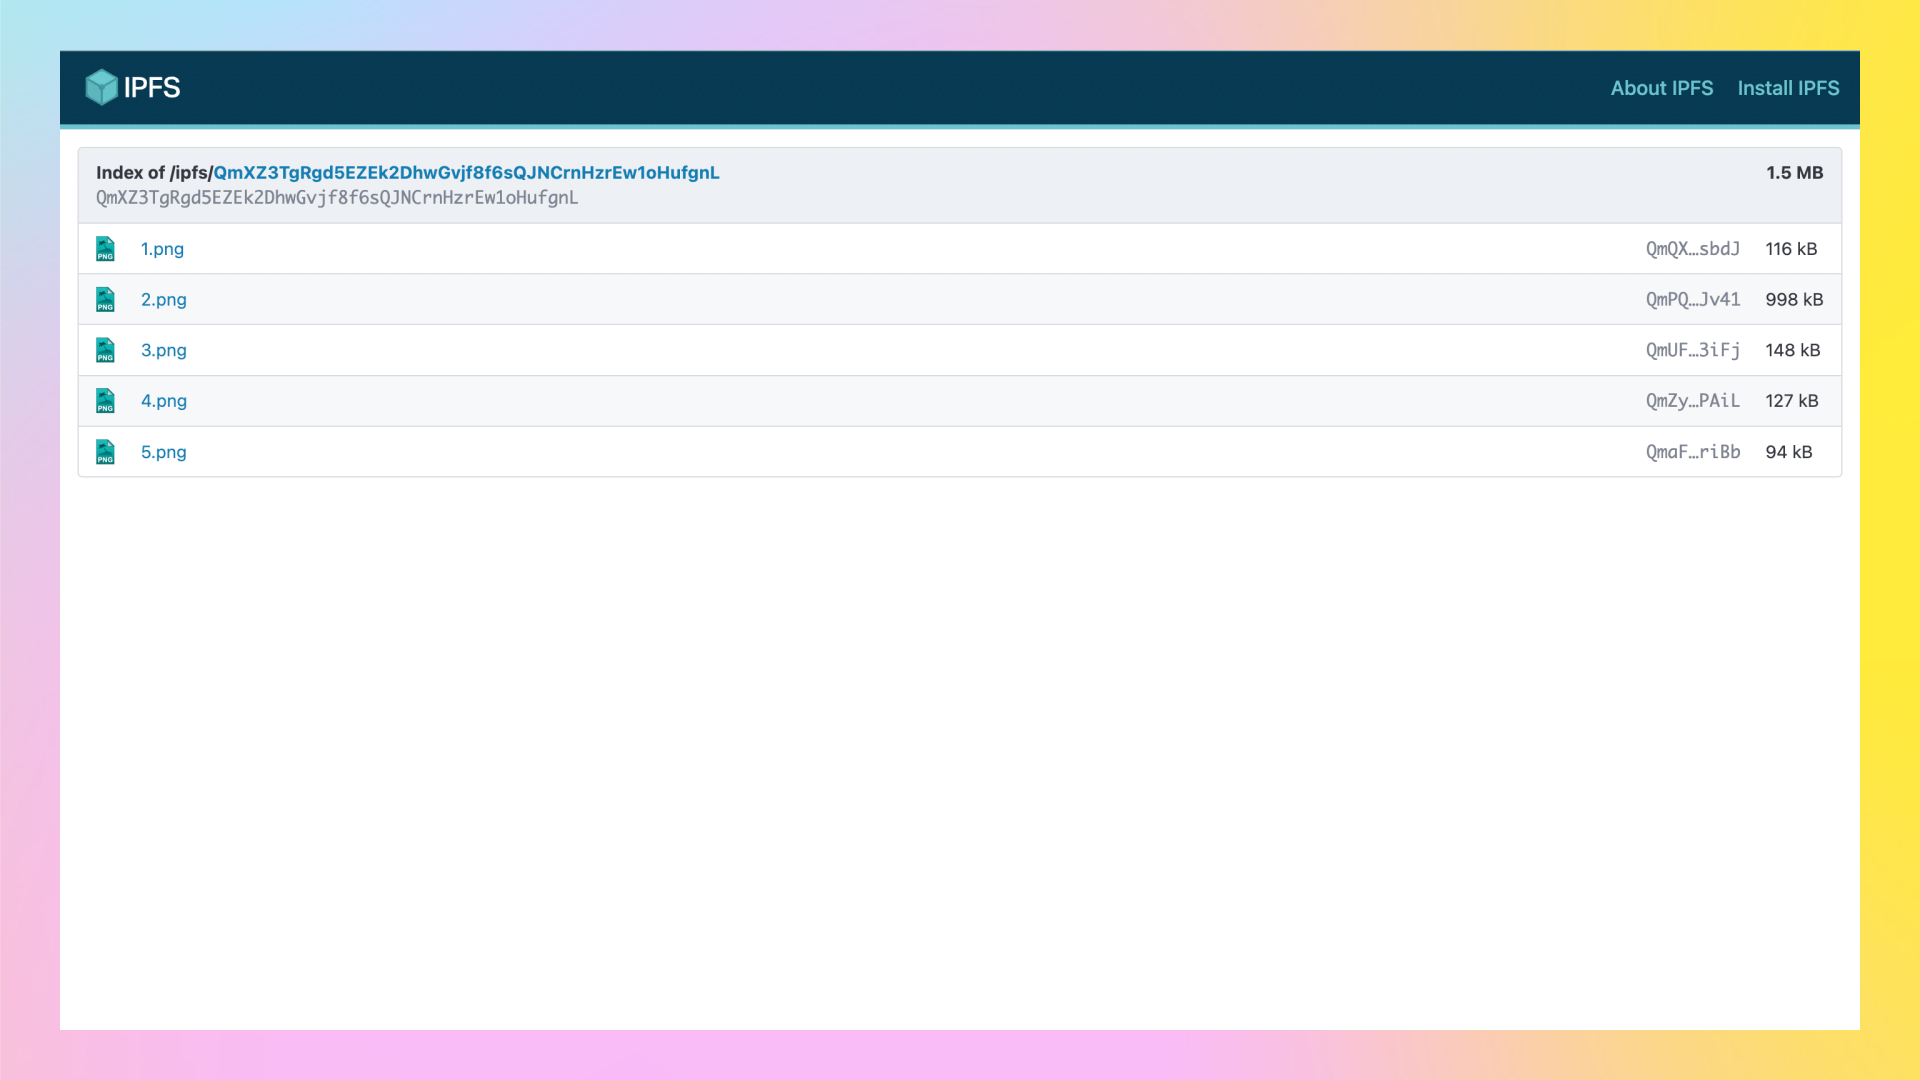 IPFS
About IPFS Install IPFS
Index of /ipfs/QmXZ3TgRgd5EZEk2DhwGvjf8f6sQJNCrnHzrEw1oHufgnL 1.5 MB
QmXZ3TgRgd5EZEk2DhwGvjf8f6sQJNCrnHzrEw1oHufgnL
PNG 1.png QmQX…sbdJ 116 kB
PNG 2.png QmPQ…Jv41 998 kB
PNG 3.png QmUF…3iFj 148 kB
PNG 4.png QmZy…PAiL 127 kB
PNG 5.png QmaF…riBb 94 kB